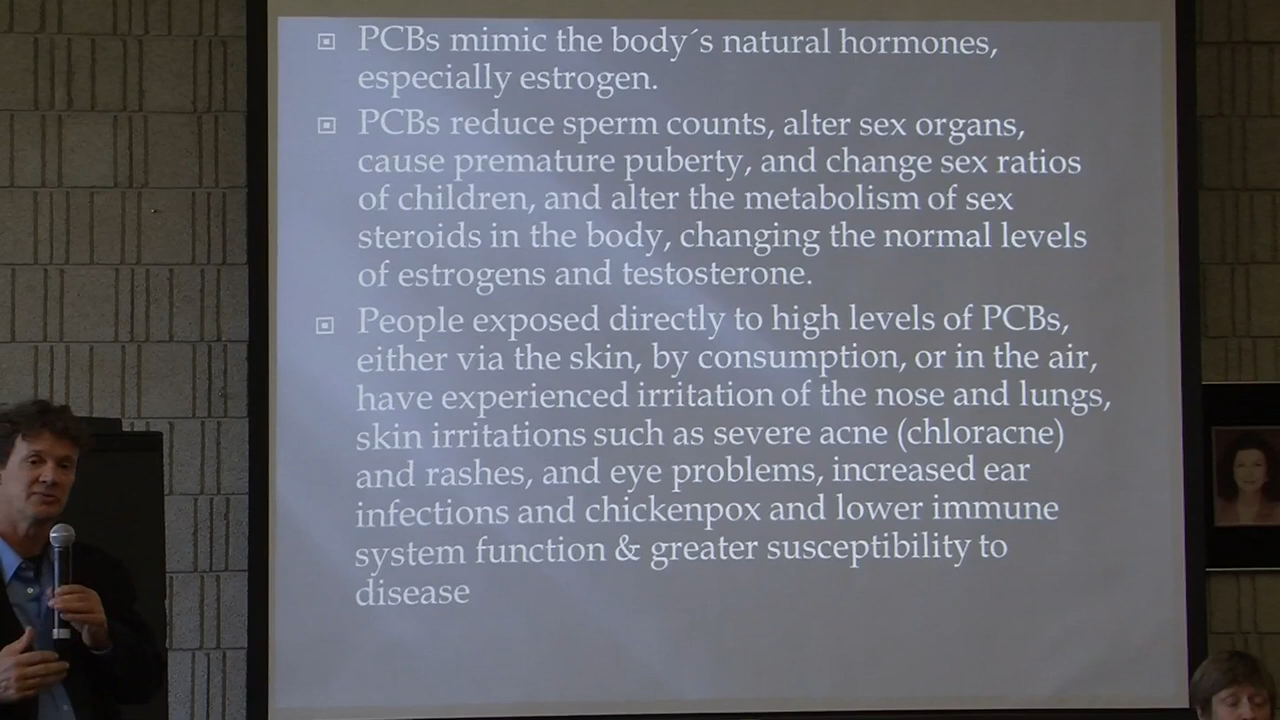 PCBs mimic the body´s natural hormones,
especially estrogen.
PCBs reduce sperm counts, alter sex organs,
cause premature puberty, and change sex ratios
of children, and alter the metabolism of sex
steroids in the body, changing the normal levels
of estrogens and testosterone.
People exposed directly to high levels of PCBs,
either via the skin, by consumption, or in the air,
have experienced irritation of the nose and lungs,
skin irritations such as severe acne (chloracne)
and rashes, and eye problems, increased ear
infections and chickenpox and lower immune
system function & greater susceptibility to
disease